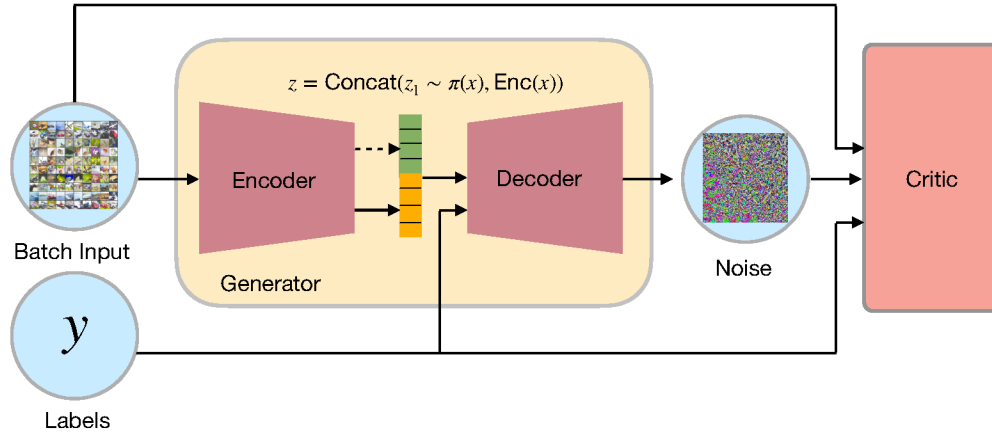 z = Concat(z₁ ∼ π(x), Enc(x))
Encoder
Decoder
Critic
Batch Input
Generator
Noise
y
Labels